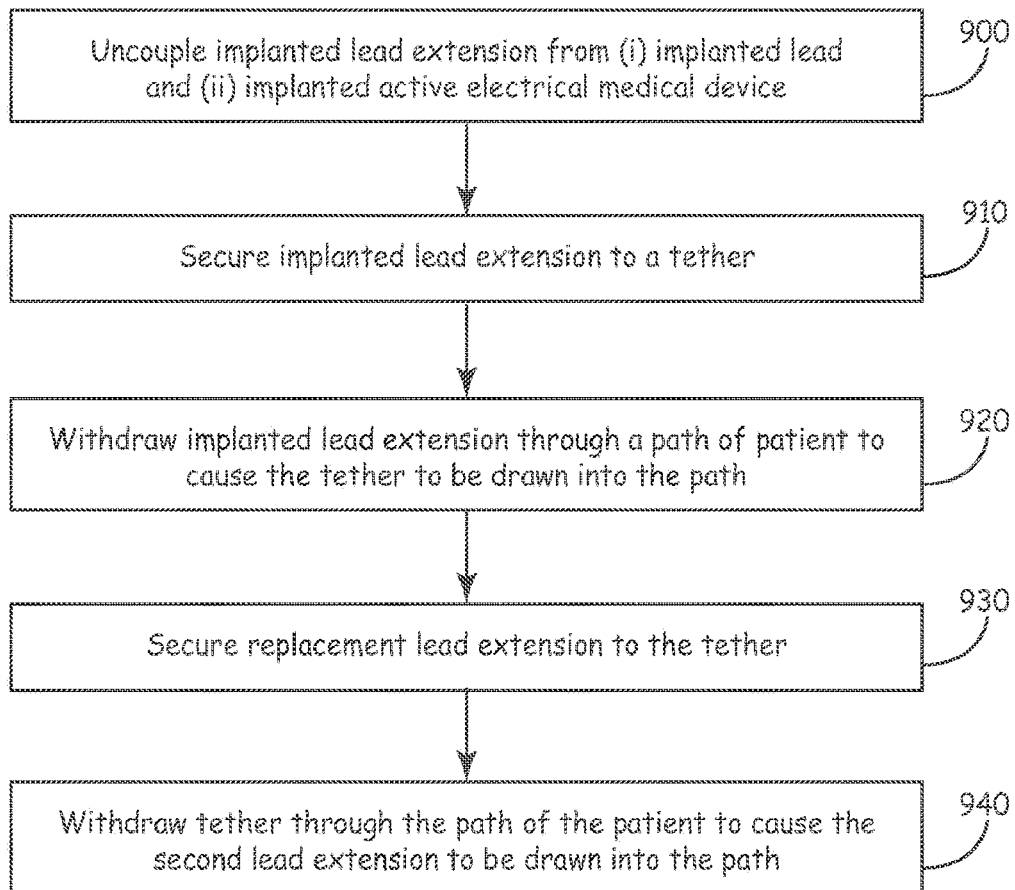 Uncouple implanted lead extension from (i) implanted lead
and (ii) implanted active electrical medical device
900
Secure implanted lead extension to a tether
910
Withdraw implanted lead extension through a path of patient to
cause the tether to be drawn into the path
920
Secure replacement lead extension to the tether
930
Withdraw tether through the path of the patient to cause the
second lead extension to be drawn into the path
940